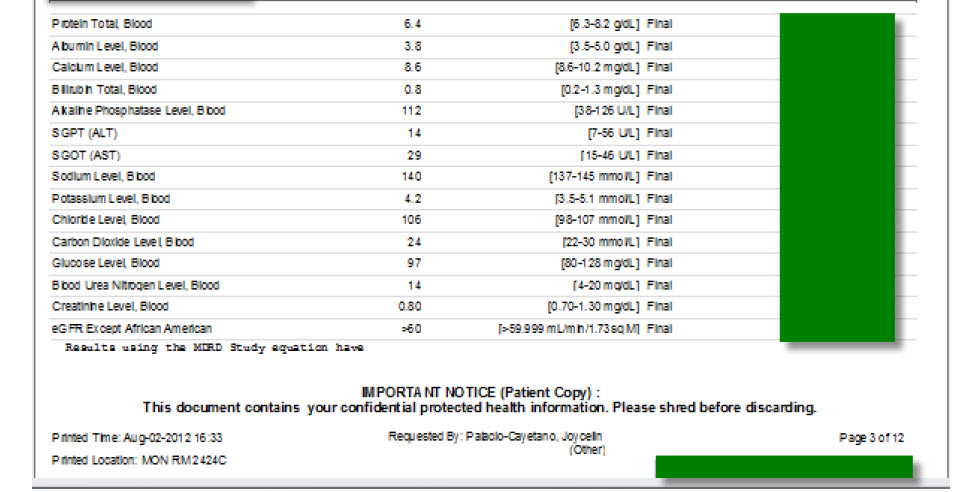 Protein Total, Blood 6.4 [6.3-8.2 g/dL] Final
Albumin Level, Blood 3.8 [3.5-5.0 g/dL] Final
Calcium Level, Blood 8.6 [8.6-10.2 mg/dL] Final
Bilirubin Total, Blood 0.8 [0.2-1.3 mg/dL] Final
Alkaline Phosphatase Level, Blood 112 [38-126 U/L] Final
SGPT (ALT) 14 [7-56 U/L] Final
SGOT (AST) 29 [15-46 U/L] Final
Sodium Level, Blood 140 [137-145 mmol/L] Final
Potassium Level, Blood 4.2 [3.5-5.1 mmol/L] Final
Chloride Level, Blood 106 [98-107 mmol/L] Final
Carbon Dioxide Level, Blood 24 [22-30 mmol/L] Final
Glucose Level, Blood 97 [80-128 mg/dL] Final
Blood Urea Nitrogen Level, Blood 14 [4-20 mg/dL] Final
Creatinine Level, Blood 0.80 [0.70-1.30 mg/dL] Final
eGFR Except African American >60 [>59.999 mL/min/1.73sq M] Final
Results using the MDRD Study equation have
IMPORTANT NOTICE (Patient Copy) :
This document contains your confidential protected health information. Please shred before discarding.
Printed Time: Aug-02-2012 16:33 Requested By: Palacio-Cayetano, Joycelin Page 3 of 12
(Other)
Printed Location: MON RM 2424C